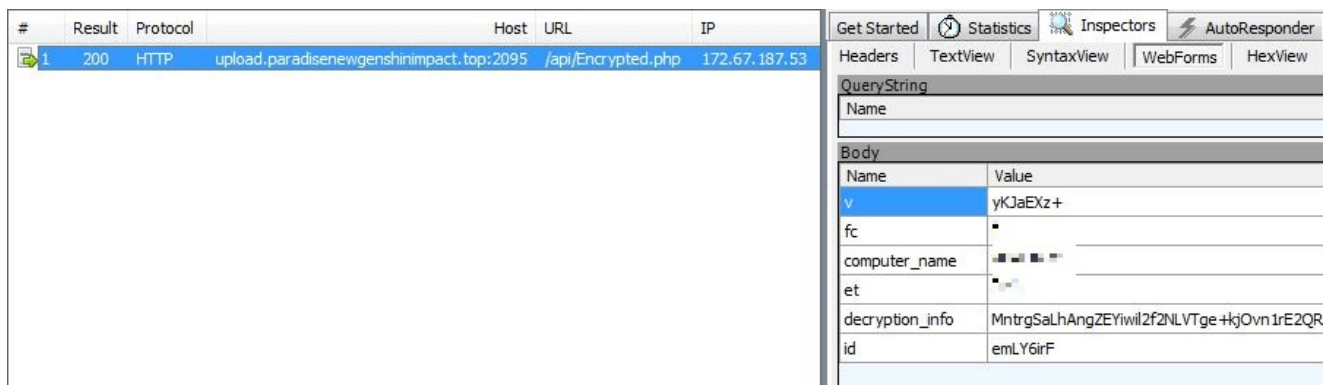 # Result Protocol Host URL IP
1 200 HTTP upload.paradisenewgenshinimpact.top:2095 /api/Encrypted.php 172.67.187.53
Get Started Statistics Inspectors AutoResponder
Headers TextView SyntaxView WebForms HexView
QueryString
Name
Body
Name Value
v yKJaEXz+
fc
computer_name
et
decryption_info MntrgSaLhAngZEYiwil2f2NLVTge+kjOvn1rE2QR
id emLY6irF